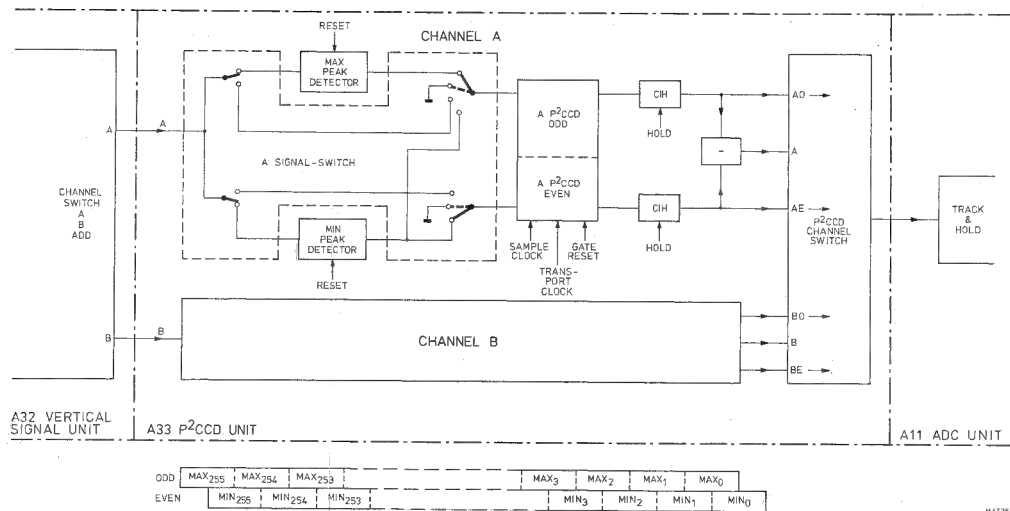 RESET
CHANNEL A
MAX
PEAK
DETECTOR
A P²CCD
ODD
CIH
AO
HOLD
A
A
A SIGNAL-SWITCH
-
A
CHANNEL
SWITCH
A
B
ADD
A P²CCD
EVEN
CIH
AE
P²CCD
CHANNEL
SWITCH
TRACK
&
HOLD
MIN
PEAK
DETECTOR
SAMPLE
CLOCK
GATE
RESET
HOLD
RESET
TRANS-
PORT
CLOCK
B
B
CHANNEL B
BO
B
BE
A32 VERTICAL
SIGNAL UNIT
A33 P²CCD UNIT
A11 ADC UNIT
ODD MAX255 MAX254 MAX253 MAX3 MAX2 MAX1 MAX0
EVEN MIN255 MIN254 MIN253 MIN3 MIN2 MIN1 MIN0